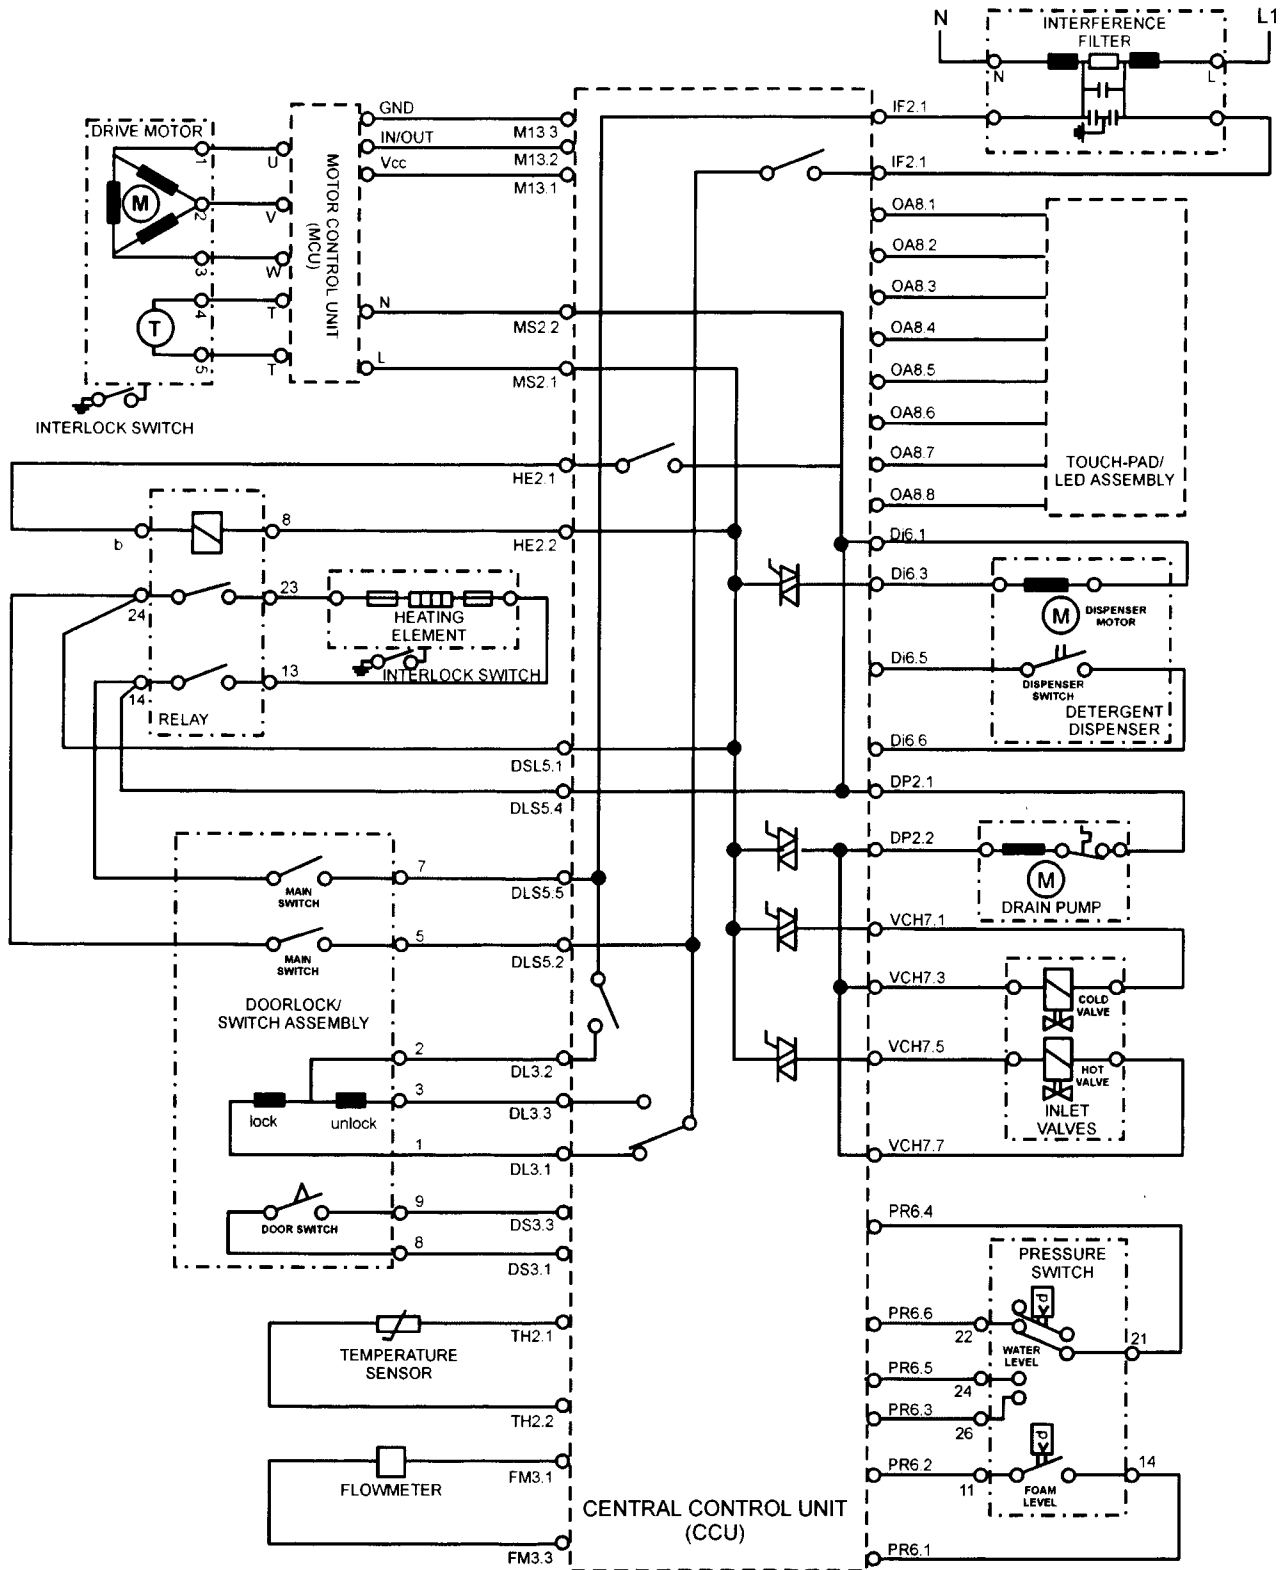 N
INTERFERENCE
FILTER
L1
N
L
DRIVE MOTOR
1
M
2
3
4
T
5
U
V
W
T
T
MOTOR CONTROL UNIT
(MCU)
GND
M13.3
IN/OUT
M13.2
Vcc
M13.1
N
MS2.2
L
MS2.1
INTERLOCK SWITCH
IF2.1
IF2.1
OA8.1
OA8.2
OA8.3
OA8.4
OA8.5
OA8.6
OA8.7
OA8.8
TOUCH-PAD/
LED ASSEMBLY
HE2.1
b
8
HE2.2
24
23
HEATING
ELEMENT
INTERLOCK SWITCH
14
13
RELAY
DSL5.1
DLS5.4
Di6.1
Di6.3
M
DISPENSER
MOTOR
Di6.5
DISPENSER
SWITCH
DETERGENT
DISPENSER
Di6.6
DP2.1
DP2.2
M
DRAIN PUMP
MAIN
SWITCH
7
DLS5.5
MAIN
SWITCH
5
DLS5.2
DOORLOCK/
SWITCH ASSEMBLY
2
DL3.2
lock
unlock
3
DL3.3
1
DL3.1
DOOR SWITCH
9
DS3.3
8
DS3.1
VCH7.1
VCH7.3
COLD
VALVE
VCH7.5
HOT
VALVE
INLET
VALVES
VCH7.7
PR6.4
PRESSURE
SWITCH
d
PR6.6
22
WATER
LEVEL
21
PR6.5
24
PR6.3
26
d
PR6.2
11
FOAM
LEVEL
14
PR6.1
TEMPERATURE
SENSOR
TH2.1
TH2.2
FLOWMETER
FM3.1
FM3.3
CENTRAL CONTROL UNIT
(CCU)